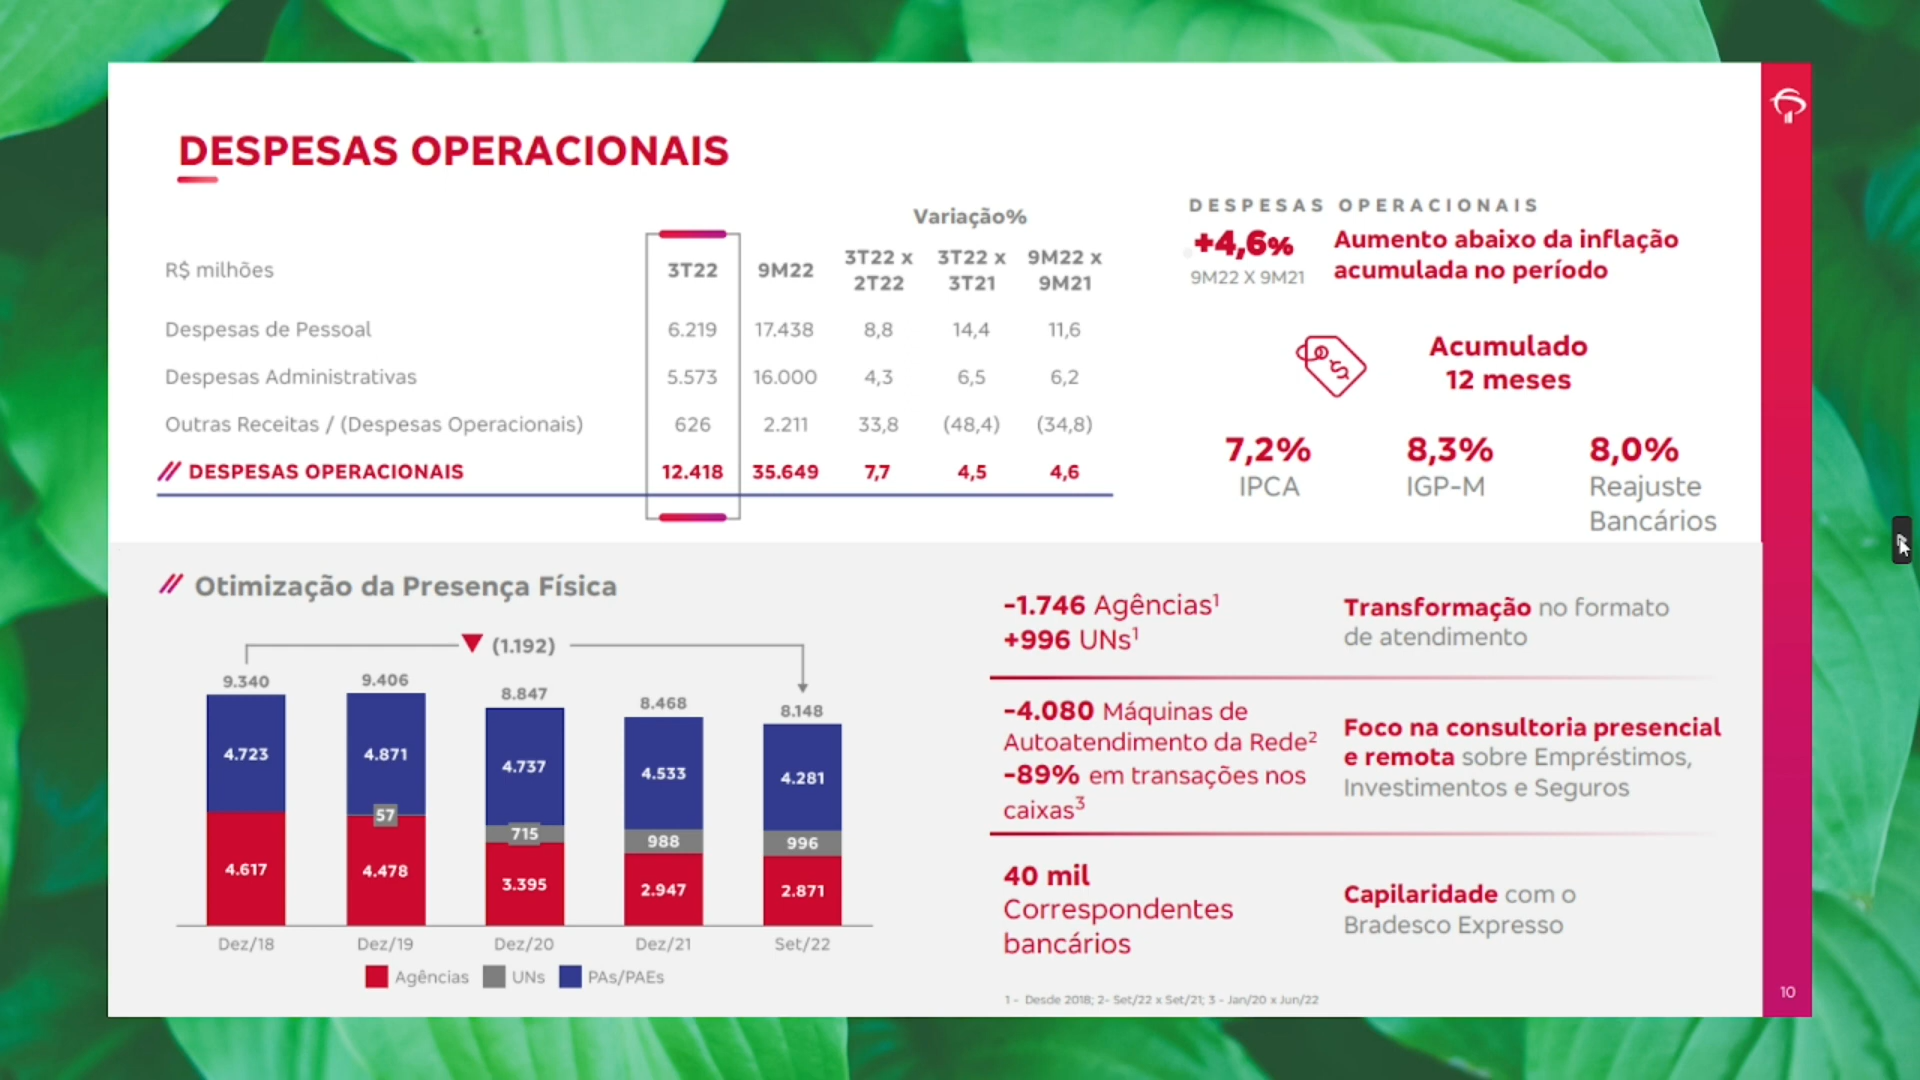 DESPESAS OPERACIONAIS
Variação%
R$ milhões 3T22 9M22 3T22 x 2T22 3T22 x 3T21 9M22 x 9M21
Despesas de Pessoal 6.219 17.438 8,8 14,4 11,6
Despesas Administrativas 5.573 16.000 4,3 6,5 6,2
Outras Receitas / (Despesas Operacionais) 626 2.211 33,8 (48,4) (34,8)
// DESPESAS OPERACIONAIS 12.418 35.649 7,7 4,5 4,6
DESPESAS OPERACIONAIS
+4,6%
9M22 X 9M21
Aumento abaixo da inflação
acumulada no período
Acumulado
12 meses
7,2%
IPCA
8,3%
IGP-M
8,0%
Reajuste
Bancários
// Otimização da Presença Física
(1.192)
9.340 9.406 8.847 8.468 8.148
4.723 4.871 4.737 4.533 4.281
57 715 988 996
4.617 4.478 3.395 2.947 2.871
Dez/18 Dez/19 Dez/20 Dez/21 Set/22
Agências UNs PAs/PAEs
-1.746 Agências¹
+996 UNs¹
Transformação no formato
de atendimento
-4.080 Máquinas de
Autoatendimento da Rede²
-89% em transações nos
caixas³
Foco na consultoria presencial
e remota sobre Empréstimos,
Investimentos e Seguros
40 mil
Correspondentes
bancários
Capilaridade com o
Bradesco Expresso
1 - Desde 2018; 2- Set/22 x Set/21; 3 - Jan/20 x Jun/22
10